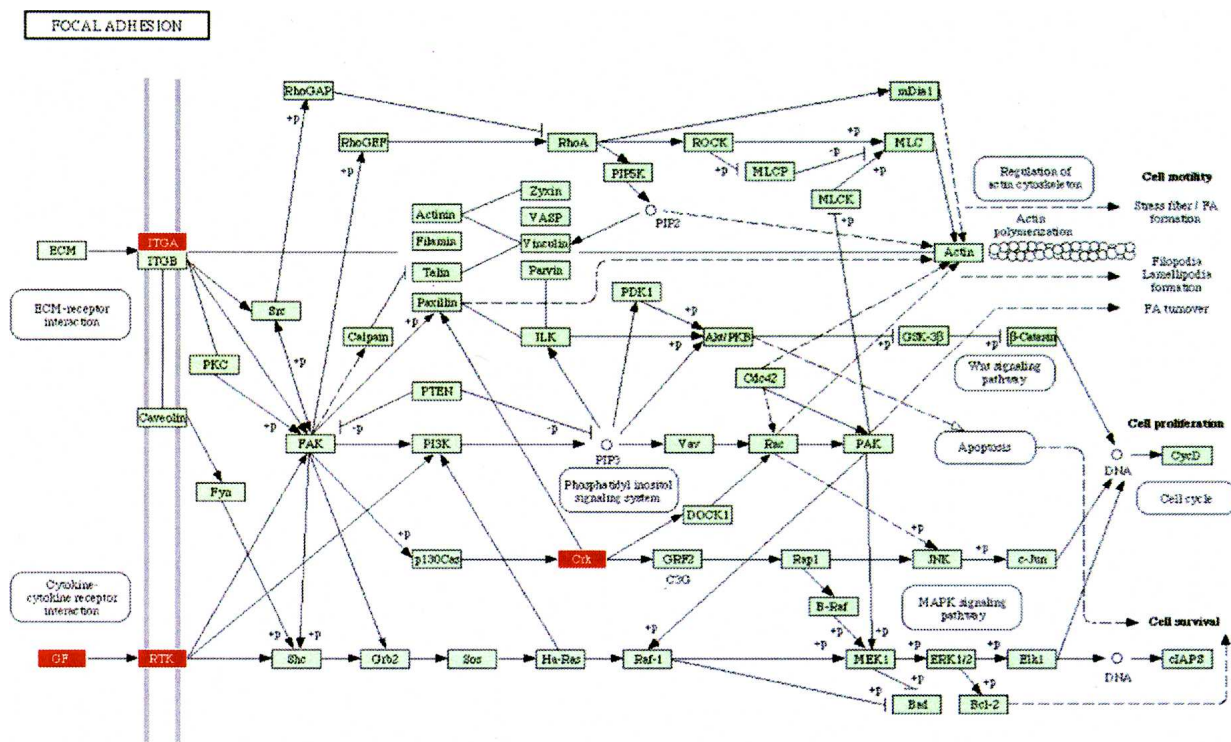 FOCAL ADHESION
RhoGAP
mDia1
+p
RhoGEF
RhoA
ROCK
+p
MLC
+p
PIP5K
+p
MLCP
-p
+p
MLCK
Regulation of
actin cytoskeleton
Cell motility
Zyxin
Actinin
VASP
PIP2
+p
Stress fiber / FA
formation
Actin
polymerization
ECM
ITGA
ITGB
Filamin
Vinculin
Actin
Talin
Parvin
Filopodia
Lamellipodia
formation
ECM-receptor
interaction
Src
Paxillin
PDK1
+p
FA turnover
+p
Calpain
ILK
+p
Akt/PKB
+p
GSK-3β
+p
β-Catenin
+p
PKC
PTEN
Cdc42
Wnt signaling
pathway
Caveolin
+p
-p
-p
FAK
PI3K
PIP3
Vav
Rac
PAK
Apoptosis
Cell proliferation
DNA
CycD
Phosphatidyl inositol
signaling system
Fyn
DOCK1
Cell cycle
+p
p130Cas
Crk
GRF2
C3G
Rap1
+p
JNK
+p
c-Jun
Cytokine-
cytokine receptor
interaction
B-Raf
MAPK signaling
pathway
Cell survival
+p
+p
+p
+p
+p
GF
RTK
Shc
Grb2
Sos
Ha-Ras
Raf-1
+p
MEK1
+p
ERK1/2
+p
Elk1
DNA
cIAPS
+p
+p
+p
Bad
Bcl-2